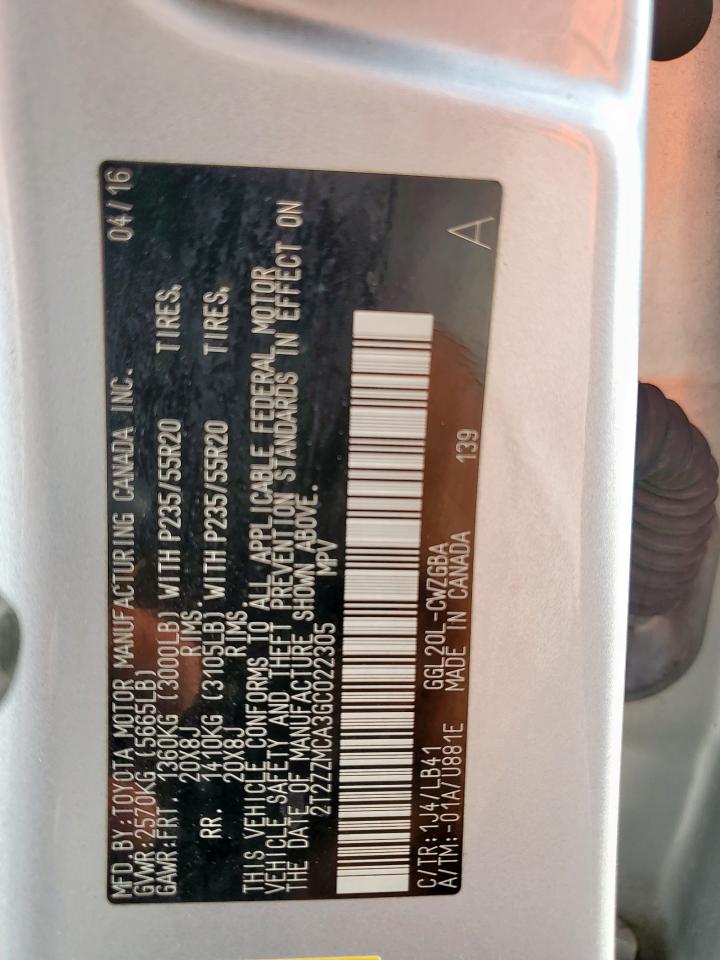 MFD.BY:TOYOTA MOTOR MANUFACTURING CANADA INC. 04/16
GVWR:2570KG (5665LB)
GAWR:FRT. 1360KG (3000LB) WITH P235/55R20 TIRES,
20X8J RIMS.
RR. 1410KG (3105LB) WITH P235/55R20 TIRES,
20X8J RIMS.
THIS VEHICLE CONFORMS TO ALL APPLICABLE FEDERAL MOTOR
VEHICLE SAFETY AND THEFT PREVENTION STANDARDS IN EFFECT ON
THE DATE OF MANUFACTURE SHOWN ABOVE.
2T2ZZMCA3GC022305 MPV
C/TR:1J4/LB41 GGL20L-CWZGBA 139 A
A/TM:-01A/U881E MADE IN CANADA